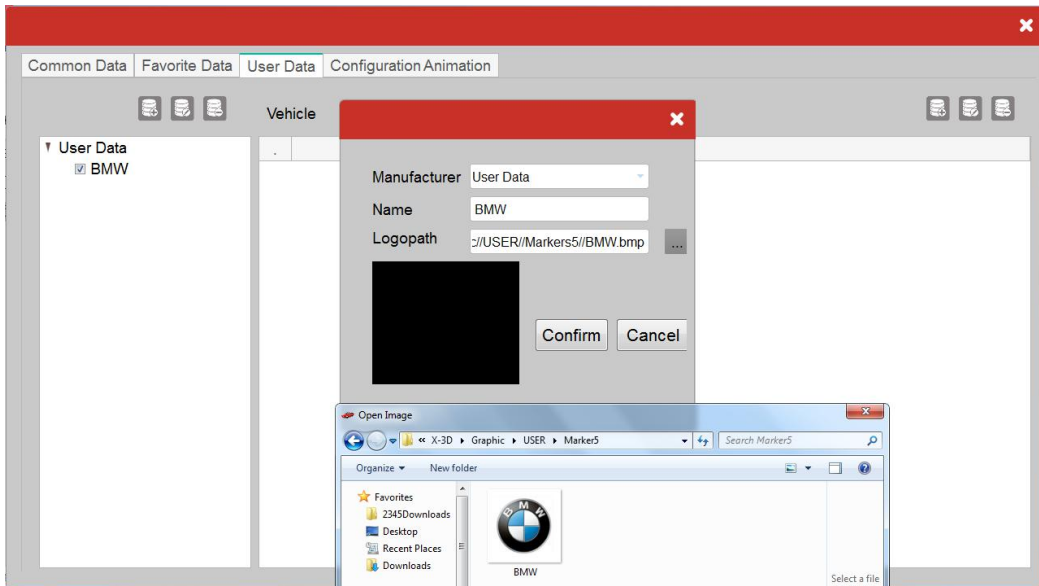 Common Data Favorite Data User Data Configuration Animation
Vehicle
User Data
BMW
.
Manufacturer User Data
Name BMW
Logopath ://USER//Markers5//BMW.bmp ...
Confirm Cancel
Open Image
« X-3D Graphic USER Marker5 Search Marker5
Organize New folder
Favorites
2345Downloads
Desktop
Recent Places
Downloads
BMW
BMW
Select a file